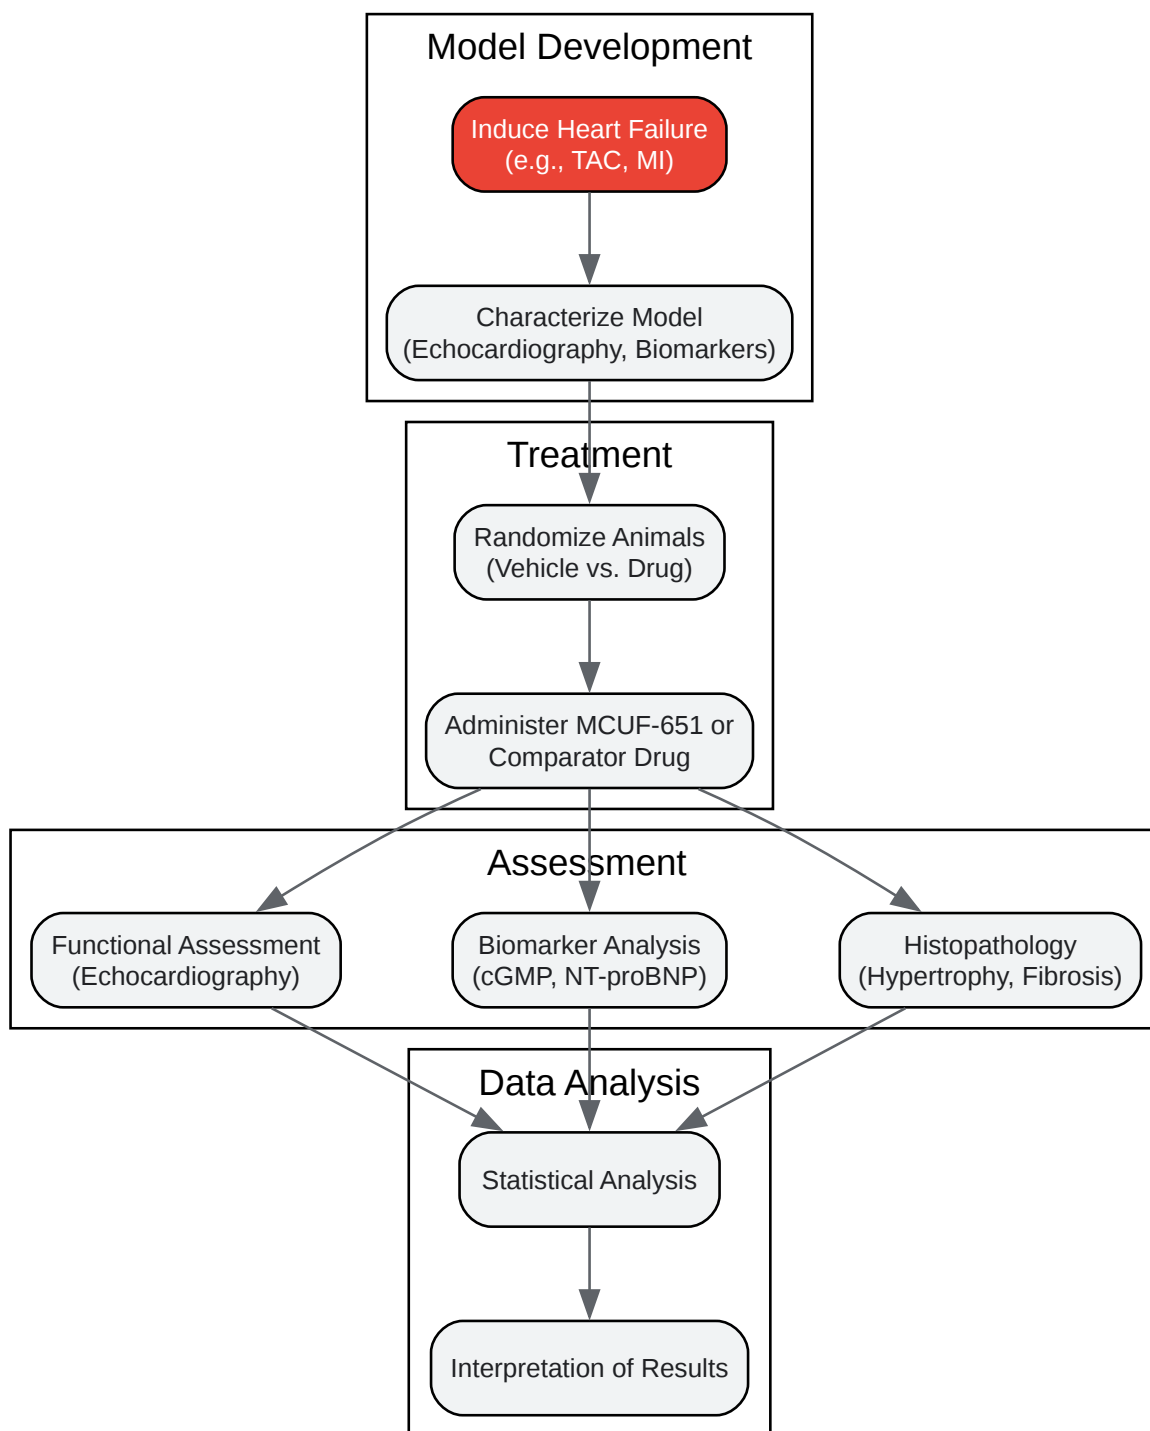 Model Development
Induce Heart Failure
(e.g., TAC, MI)
Characterize Model
(Echocardiography, Biomarkers)
Treatment
Randomize Animals
(Vehicle vs. Drug)
Administer MCUF-651 or
Comparator Drug
Assessment
Functional Assessment
(Echocardiography)
Biomarker Analysis
(cGMP, NT-proBNP)
Histopathology
(Hypertrophy, Fibrosis)
Data Analysis
Statistical Analysis
Interpretation of Results